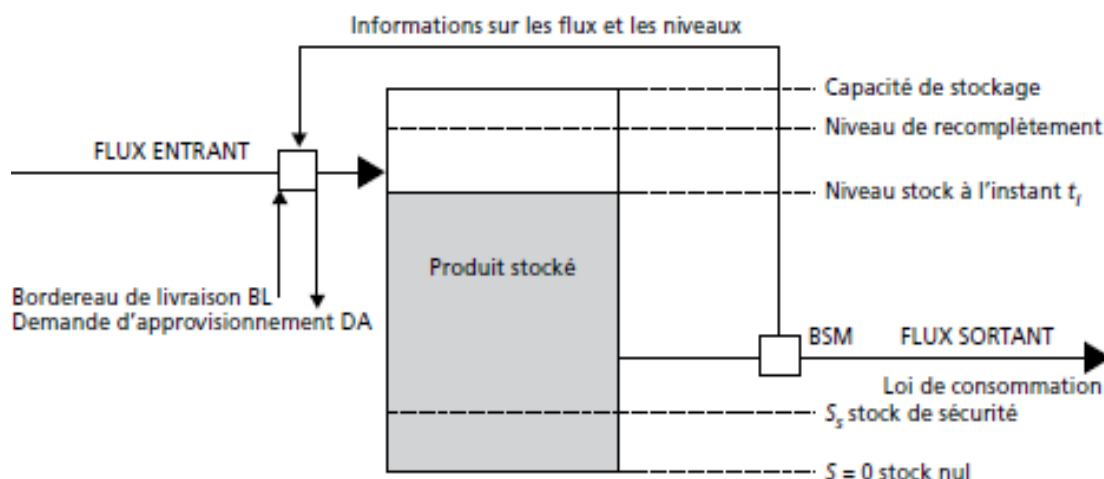 Informations sur les flux et les niveaux
Capacité de stockage
Niveau de recomplètement
FLUX ENTRANT
Niveau stock à l'instant tᵢ
Produit stocké
Bordereau de livraison BL
Demande d'approvisionnement DA
BSM FLUX SORTANT
Loi de consommation
Sₛ stock de sécurité
S = 0 stock nul